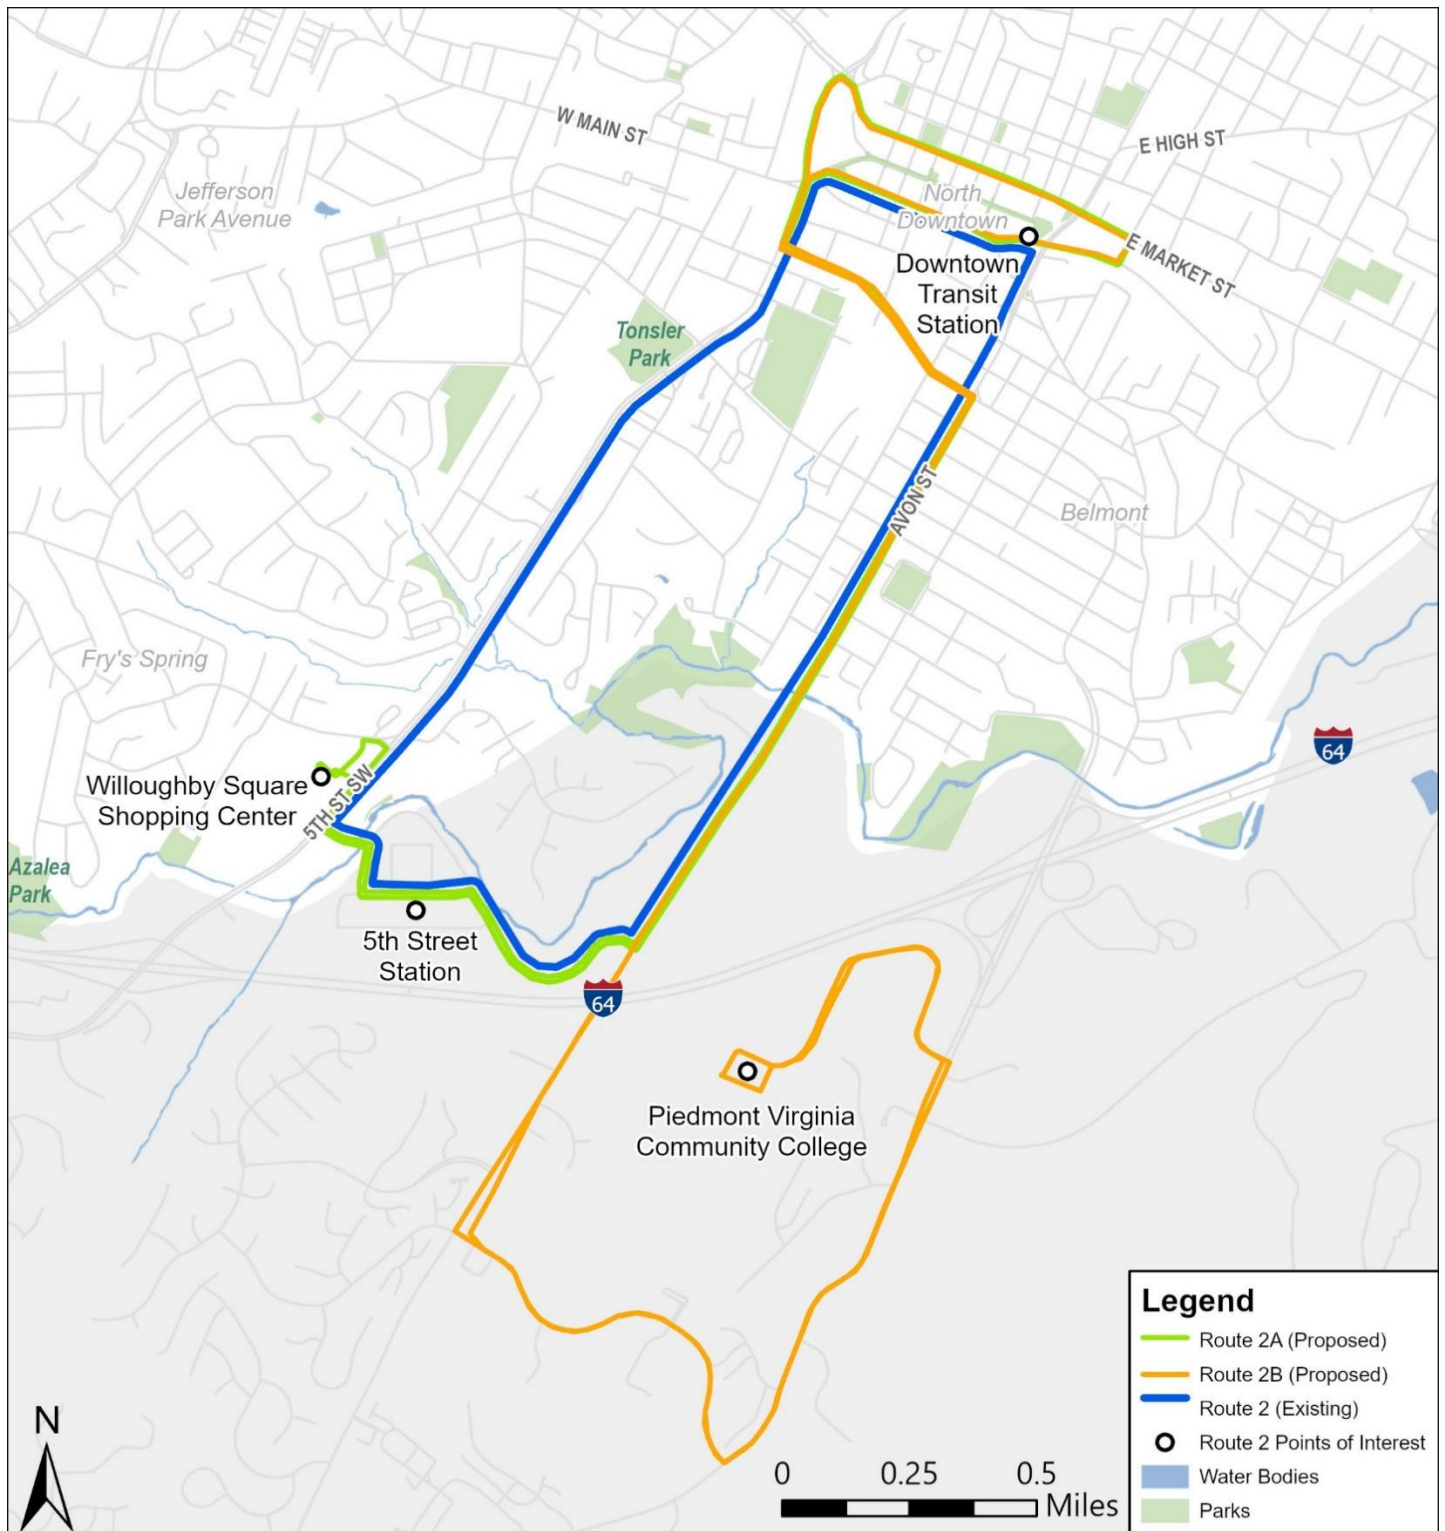 W MAIN ST
E HIGH ST
Jefferson
Park Avenue
North
Downtown
E MARKET ST
Downtown
Transit
Station
Tonsler
Park
AVON ST
Belmont
Fry's Spring
64
Willoughby Square
Shopping Center
5TH ST SW
Azalea
Park
5th Street
Station
64
Piedmont Virginia
Community College
Legend
Route 2A (Proposed)
Route 2B (Proposed)
Route 2 (Existing)
Route 2 Points of Interest
Water Bodies
Parks
N
0 0.25 0.5
Miles